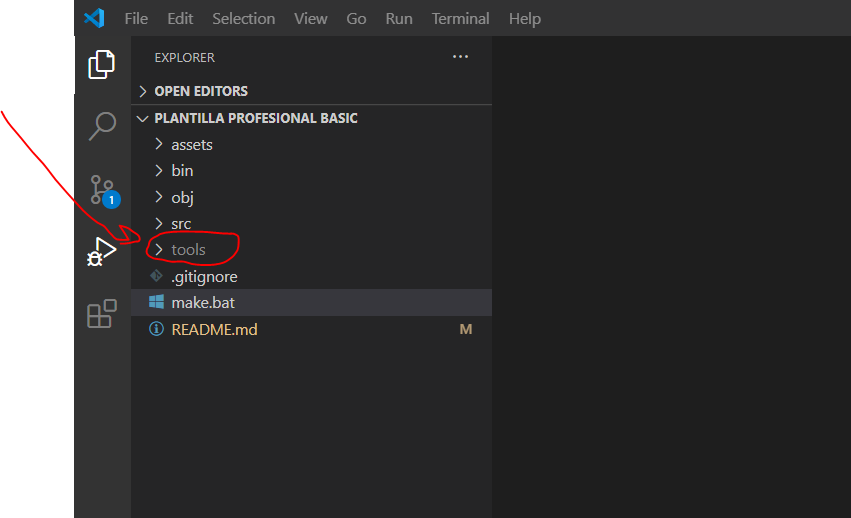 File Edit Selection View Go Run Terminal Help
EXPLORER ...
OPEN EDITORS
PLANTILLA PROFESIONAL BASIC
assets
bin
obj
1
src
tools
.gitignore
make.bat
README.md M